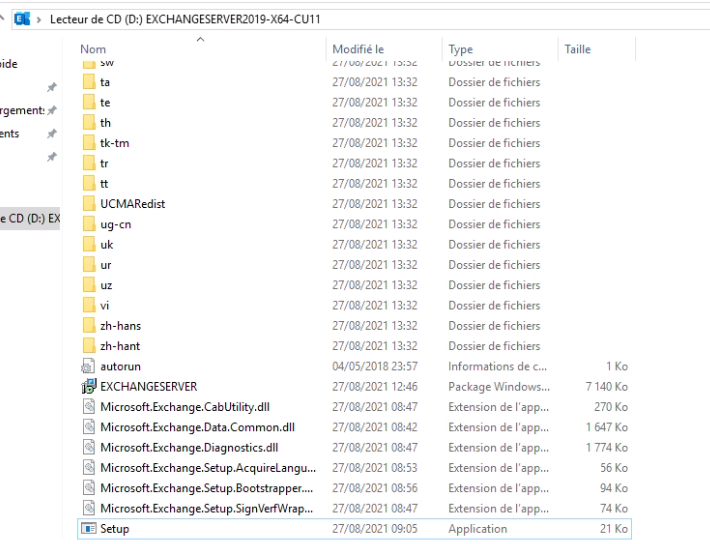 Lecteur de CD (D:) EXCHANGESERVER2019-X64-CU11
Nom Modifié le Type Taille
sw 27/08/2021 13:32 Dossier de fichiers
ta 27/08/2021 13:32 Dossier de fichiers
te 27/08/2021 13:32 Dossier de fichiers
th 27/08/2021 13:32 Dossier de fichiers
tk-tm 27/08/2021 13:32 Dossier de fichiers
tr 27/08/2021 13:32 Dossier de fichiers
tt 27/08/2021 13:32 Dossier de fichiers
UCMARedist 27/08/2021 13:32 Dossier de fichiers
ug-cn 27/08/2021 13:32 Dossier de fichiers
uk 27/08/2021 13:32 Dossier de fichiers
ur 27/08/2021 13:32 Dossier de fichiers
uz 27/08/2021 13:32 Dossier de fichiers
vi 27/08/2021 13:32 Dossier de fichiers
zh-hans 27/08/2021 13:32 Dossier de fichiers
zh-hant 27/08/2021 13:32 Dossier de fichiers
autorun 04/05/2018 23:57 Informations de c... 1 Ko
EXCHANGESERVER 27/08/2021 12:46 Package Windows... 7 140 Ko
Microsoft.Exchange.CabUtility.dll 27/08/2021 08:47 Extension de l'app... 270 Ko
Microsoft.Exchange.Data.Common.dll 27/08/2021 08:42 Extension de l'app... 1 647 Ko
Microsoft.Exchange.Diagnostics.dll 27/08/2021 08:47 Extension de l'app... 1 774 Ko
Microsoft.Exchange.Setup.AcquireLangu... 27/08/2021 08:53 Extension de l'app... 56 Ko
Microsoft.Exchange.Setup.Bootstrapper.... 27/08/2021 08:56 Extension de l'app... 94 Ko
Microsoft.Exchange.Setup.SignVerfWrap... 27/08/2021 08:47 Extension de l'app... 74 Ko
Setup 27/08/2021 09:05 Application 21 Ko
pide
rgements
ents
e CD (D:) EX